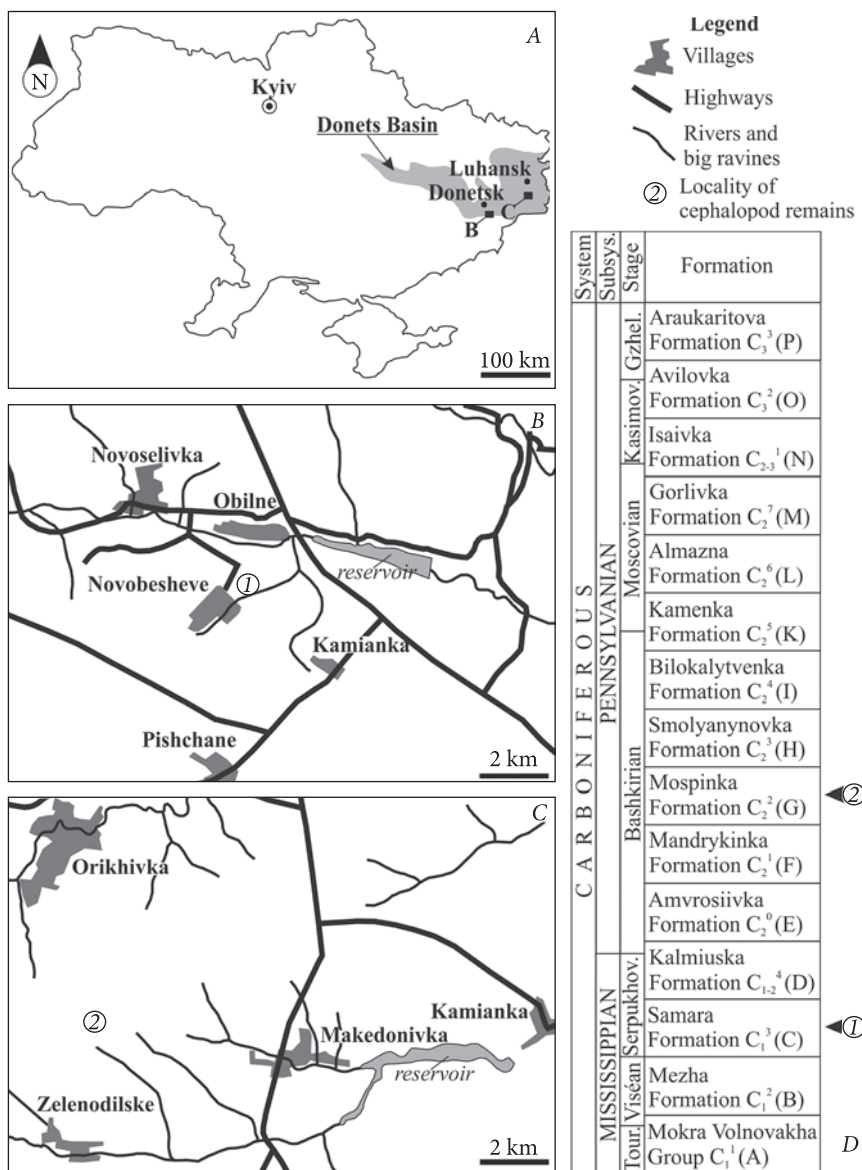 A
N
Kyiv
Donets Basin
Luhansk
Donetsk
C
B
100 km
B
Novoselivka
Obilne
reservoir
Novobesheve
①
Kamianka
Pishchane
2 km
C
Orikhivka
②
Kamianka
Makedonivka
reservoir
Zelenodilske
2 km
Legend
Villages
Highways
Rivers and
big ravines
② Locality of
cephalopod remains
System
Subsys.
Stage
Formation
CARBONIFEROUS
PENNSYLVANIAN
MISSISSIPPIAN
Gzhel.
Kasimov.
Moscovian
Bashkirian
Serpukhov.
Viséan
Tour.
Araukaritova
Formation C₃³ (P)
Avilovka
Formation C₃² (O)
Isaivka
Formation C₂₋₃¹ (N)
Gorlivka
Formation C₂⁷ (M)
Almazna
Formation C₂⁶ (L)
Kamenka
Formation C₂⁵ (K)
Bilokalytvenka
Formation C₂⁴ (I)
Smolyanynovka
Formation C₂³ (H)
Mospinka
Formation C₂² (G)
②
Mandrykinka
Formation C₂¹ (F)
Amvrosiivka
Formation C₂⁰ (E)
Kalmiuska
Formation C₁₋₂⁴ (D)
Samara
Formation C₁³ (C)
①
Mezha
Formation C₁² (B)
Mokra Volnovakha
Group C₁¹ (A)
D